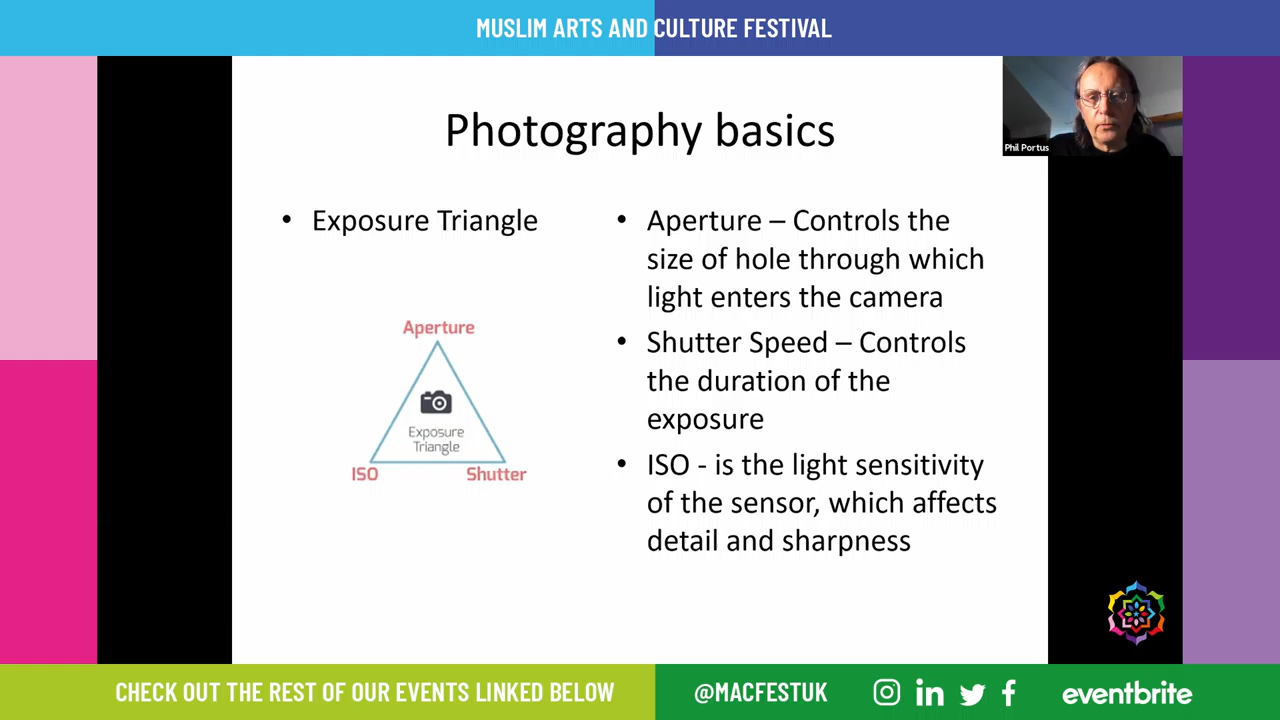 MUSLIM ARTS AND CULTURE FESTIVAL
Photography basics
Phil Portus
• Exposure Triangle
Aperture
Exposure
Triangle
ISO
Shutter
• Aperture – Controls the
size of hole through which
light enters the camera
• Shutter Speed – Controls
the duration of the
exposure
• ISO - is the light sensitivity
of the sensor, which affects
detail and sharpness
CHECK OUT THE REST OF OUR EVENTS LINKED BELOW
@MACFESTUK
eventbrite